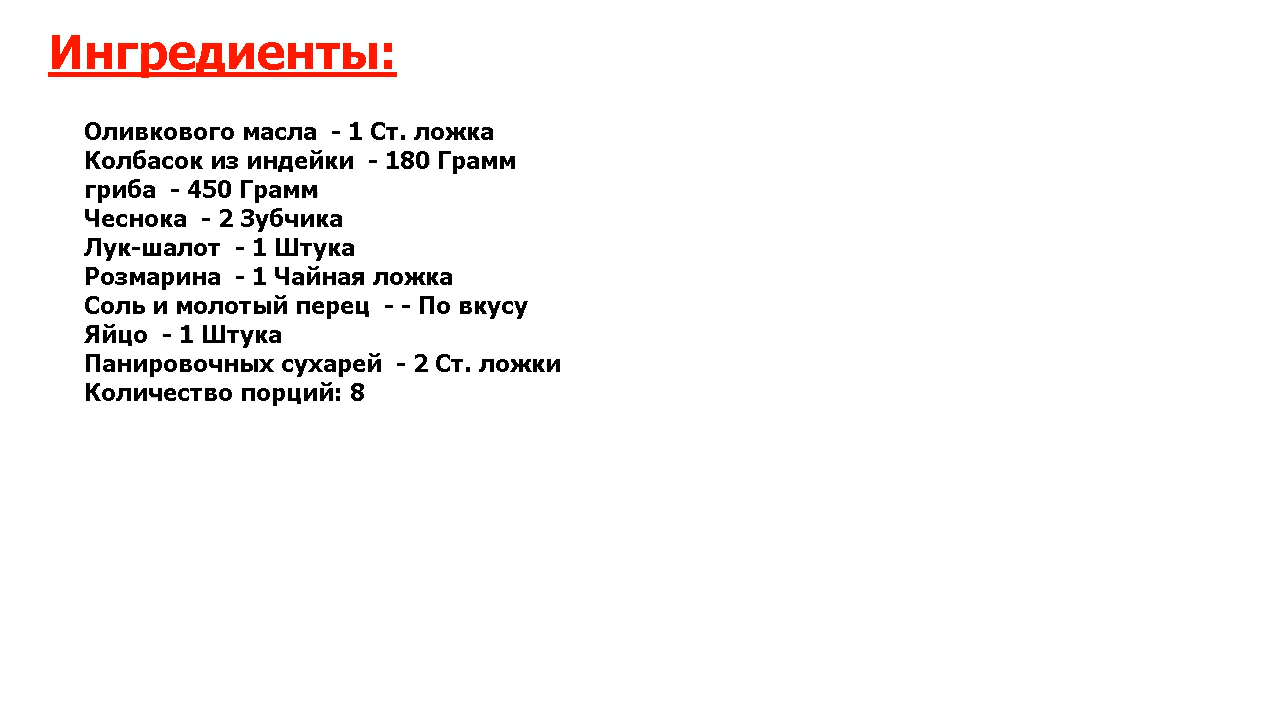 Ингредиенты:
Оливкового масла - 1 Ст. ложка
Колбасок из индейки - 180 Грамм
гриба - 450 Грамм
Чеснока - 2 Зубчика
Лук-шалот - 1 Штука
Розмарина - 1 Чайная ложка
Соль и молотый перец - - По вкусу
Яйцо - 1 Штука
Панировочных сухарей - 2 Ст. ложки
Количество порций: 8